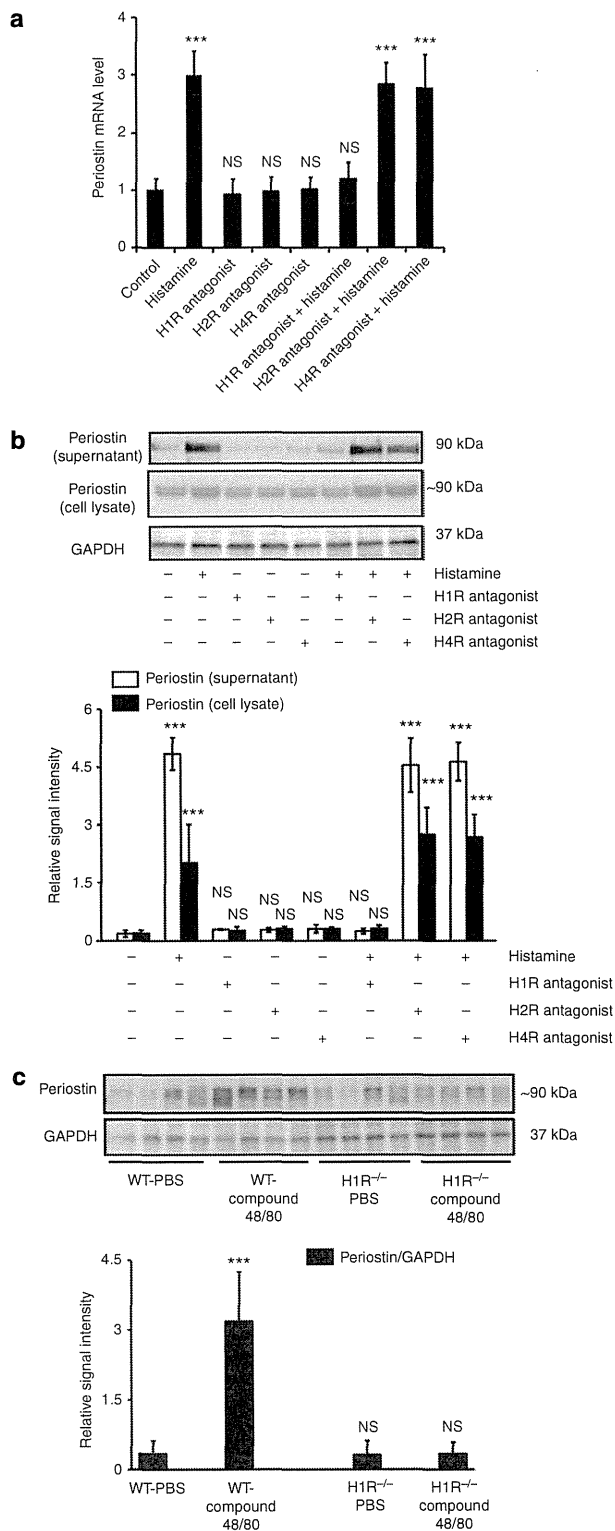 a
4
3
2
1
0
Periostin mRNA level
***
NS
NS
NS
NS
***
***
Control
Histamine
H1R antagonist
H2R antagonist
H4R antagonist
H1R antagonist + histamine
H2R antagonist + histamine
H4R antagonist + histamine
b
Periostin (supernatant) 90 kDa
Periostin (cell lysate) ~90 kDa
GAPDH 37 kDa
– + – – – + + + Histamine
– – + – – + – – H1R antagonist
– – – + – – + – H2R antagonist
– – – – + – – + H4R antagonist
Periostin (supernatant)
Periostin (cell lysate)
6
4.5
3
1.5
0
Relative signal intensity
*** ***
NS NS
NS NS
NS NS
NS NS
*** ***
*** ***
– + – – – + + + Histamine
– – + – – + – – H1R antagonist
– – – + – – + – H2R antagonist
– – – – + – – + H4R antagonist
c
Periostin ~90 kDa
GAPDH 37 kDa
WT-PBS
WT-compound 48/80
H1R–/– PBS
H1R–/– compound 48/80
Periostin/GAPDH
4.5
3
1.5
0
Relative signal intensity
***
NS
NS
WT-PBS
WT-compound 48/80
H1R–/– PBS
H1R–/– compound 48/80